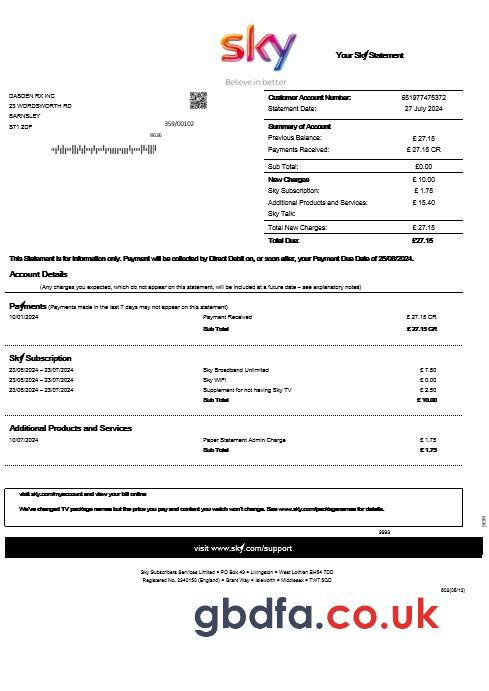 sky
Believe in better
Your Sky Statement
DASDEN RX INC
23 WORDSWORTH RD
BARNSLEY
S71 2DF
359/00102
Customer Account Number: 651977475372
Statement Date: 27 July 2024
Summary of Account
Previous Balance: £ 27.15
Payments Received: £ 27.15 CR
Sub Total: £0.00
New Charges £ 10.00
Sky Subscription: £ 1.75
Additional Products and Services: £ 15.40
Sky Talk:
Total New Charges: £ 27.15
Total Due: £27.15
This Statement is for information only. Payment will be collected by Direct Debit on, or soon after, your Payment Due Date of 25/08/2024.
Account Details
(Any charges you expected, which do not appear on this statement, will be included at a future date – see explanatory notes)
Payments (Payments made in the last 7 days may not appear on this statement)
10/01/2024 Payment Received £ 27.15 CR
Sub Total £ 27.15 CR
Sky Subscription
23/06/2024 – 23/07/2024 Sky Broadband Unlimited £ 7.50
23/06/2024 – 23/07/2024 Sky WIFI £ 0.00
23/06/2024 – 23/07/2024 Supplement for not having Sky TV £ 2.50
Sub Total £ 10.00
Additional Products and Services
10/07/2024 Paper Statement Admin Charge £ 1.75
Sub Total £ 1.75
visit sky.com/myaccount and view your bill online
We've changed TV package names but the price you pay and content you watch won't change. See www.sky.com/packagenames for details.
visit www.sky.com/support
Sky Subscribers Services Limited • PO Box 43 • Livingston • West Lothian EH54 7DD
Registered No. 2340150 (England) • Grant Way • Isleworth • Middlesex • TW7 5QD
gbdfa.co.uk